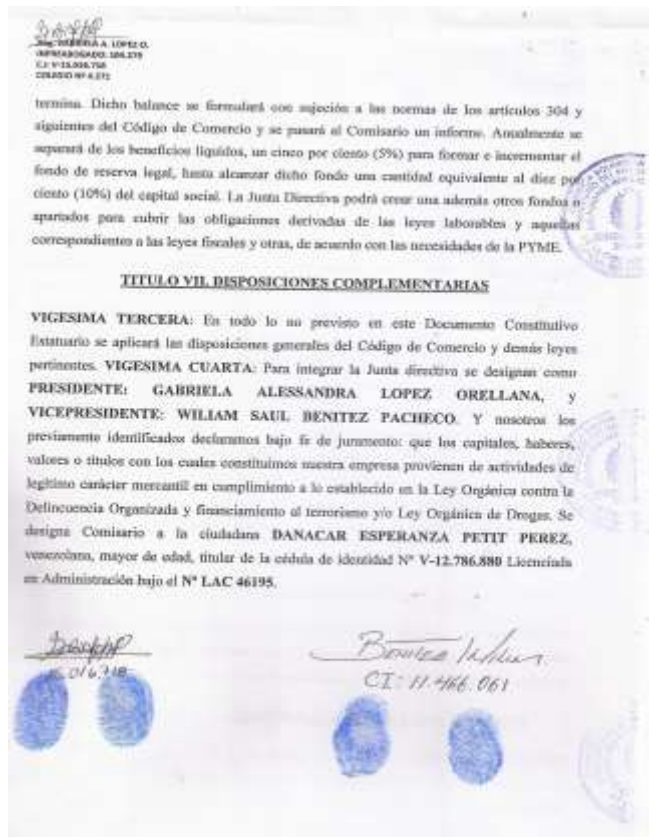 Abg. GABRIELA A. LOPEZ O.
INPREABOGADO:
C.I: V-
COLEGIO Nº
termina. Dicho balance se formulará con sujeción a las normas de los artículos 304 y
siguientes del Código de Comercio y se pasará al Comisario un informe. Anualmente se
separará de los beneficios líquidos, un cinco por ciento (5%) para formar e incrementar el
fondo de reserva legal, hasta alcanzar dicho fondo una cantidad equivalente al diez por
ciento (10%) del capital social. La Junta Directiva podrá crear una además otros fondos o
apartados para cubrir las obligaciones derivadas de las leyes laborables y aquellas
correspondientes a las leyes fiscales y otras, de acuerdo con las necesidades de la PYME.
TITULO VII. DISPOSICIONES COMPLEMENTARIAS
VIGESIMA TERCERA: En todo lo no previsto en este Documento Constitutivo
Estatuario se aplicará las disposiciones generales del Código de Comercio y demás leyes
pertinentes. VIGESIMA CUARTA: Para integrar la Junta directiva se designan como
PRESIDENTE: GABRIELA ALESSANDRA LOPEZ ORELLANA, y
VICEPRESIDENTE: WILIAM SAUL BENITEZ PACHECO. Y nosotros los
previamente identificados declaramos bajo fe de juramento: que los capitales, haberes,
valores o títulos con los cuales constituimos nuestra empresa provienen de actividades de
legitimo carácter mercantil en cumplimiento a lo establecido en la Ley Orgánica contra la
Delincuencia Organizada y financiamiento al terrorismo y/o Ley Orgánica de Drogas. Se
designa Comisario a la ciudadana DANACAR ESPERANZA PETIT PEREZ,
venezolana, mayor de edad, titular de la cédula de identidad Nº V-12.786.880 Licenciada
en Administración bajo el Nº LAC 46195.
CI: 11.466.061